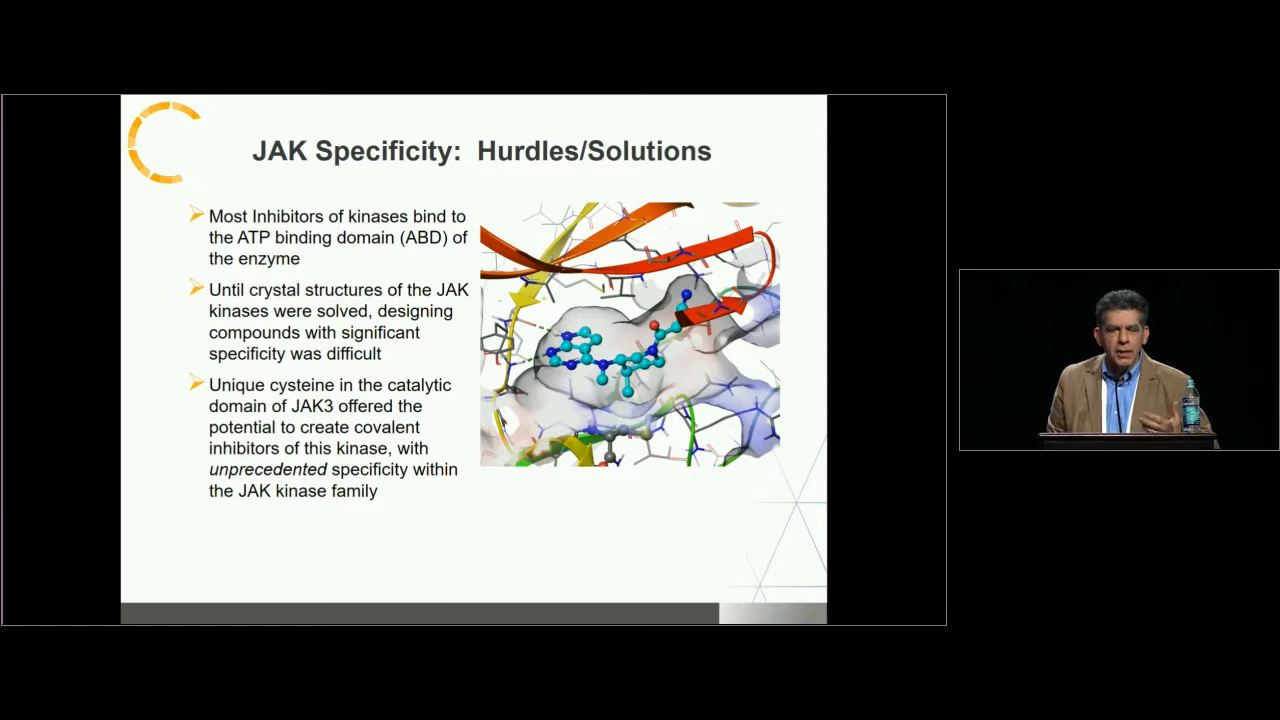 JAK Specificity: Hurdles/Solutions
Most Inhibitors of kinases bind to
the ATP binding domain (ABD) of
the enzyme
Until crystal structures of the JAK
kinases were solved, designing
compounds with significant
specificity was difficult
Unique cysteine in the catalytic
domain of JAK3 offered the
potential to create covalent
inhibitors of this kinase, with
unprecedented specificity within
the JAK kinase family